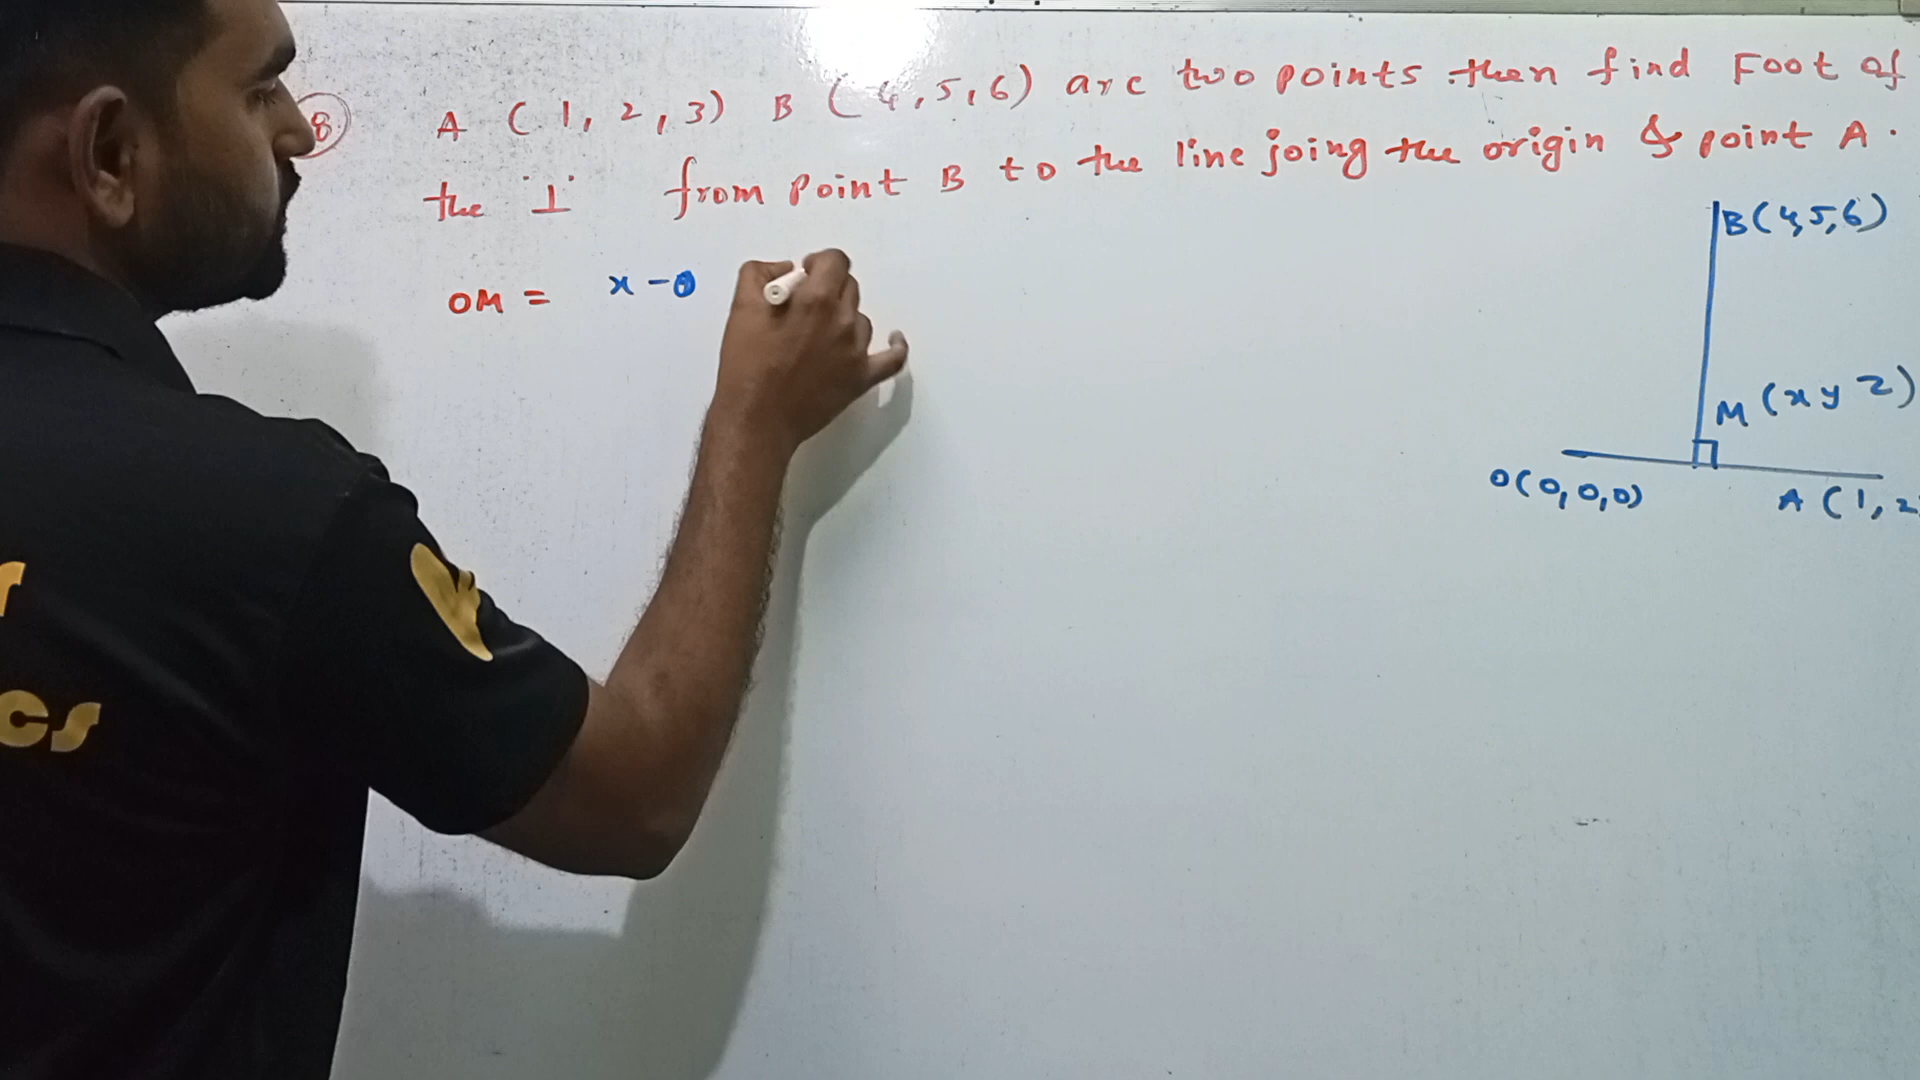 8 A (1, 2, 3) B (4, 5, 6) are two points then find Foot of
the '⊥' from point B to the line joing the origin & point A.
OM = x - 0
B(4,5,6)
M (x y z)
O(0,0,0)
A (1, 2,
cs